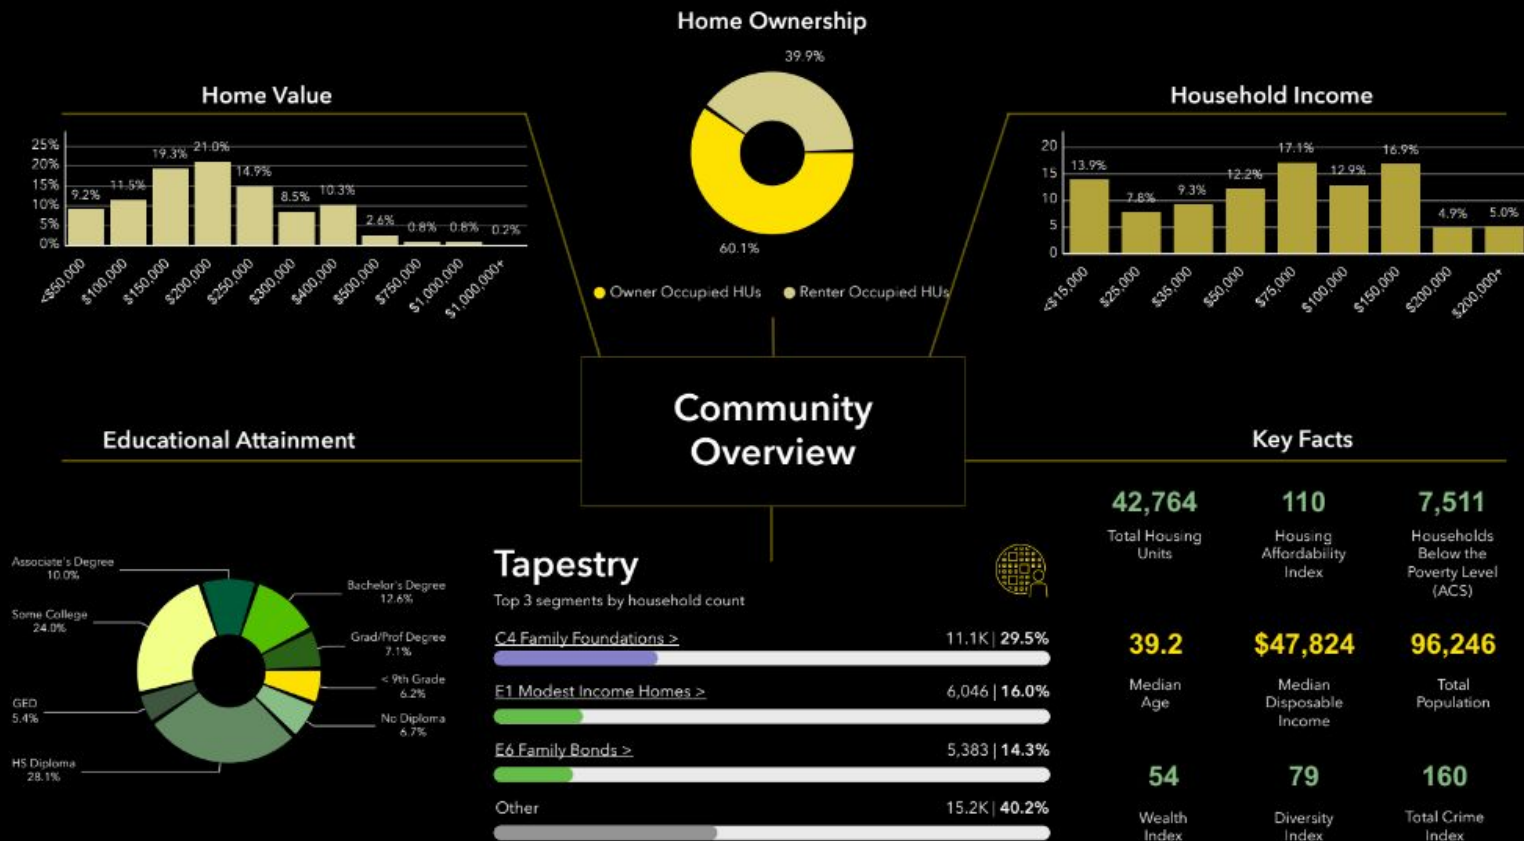 Home Ownership
39.9%
60.1%
Owner Occupied HUs
Renter Occupied HUs
Home Value
25%
20%
15%
10%
5%
0%
9.2%
11.5%
19.3%
21.0%
14.9%
8.5%
10.3%
2.6%
0.8%
0.8%
0.2%
<$50,000
$100,000
$150,000
$200,000
$250,000
$300,000
$400,000
$500,000
$750,000
$1,000,000
$1,000,000+
Household Income
20
15
10
5
0
13.9%
7.8%
9.3%
12.2%
17.1%
12.9%
16.9%
4.9%
5.0%
<$15,000
$25,000
$35,000
$50,000
$75,000
$100,000
$150,000
$200,000
$200,000+
Community
Overview
Educational Attainment
Associate's Degree
10.0%
Bachelor's Degree
12.6%
Some College
24.0%
Grad/Prof Degree
7.1%
< 9th Grade
6.2%
GED
5.4%
No Diploma
6.7%
HS Diploma
28.1%
Tapestry
Top 3 segments by household count
C4 Family Foundations >
11.1K | 29.5%
E1 Modest Income Homes >
6,046 | 16.0%
E6 Family Bonds >
5,383 | 14.3%
Other
15.2K | 40.2%
Key Facts
42,764
Total Housing
Units
110
Housing
Affordability
Index
7,511
Households
Below the
Poverty Level
(ACS)
39.2
Median
Age
$47,824
Median
Disposable
Income
96,246
Total
Population
54
Wealth
Index
79
Diversity
Index
160
Total Crime
Index